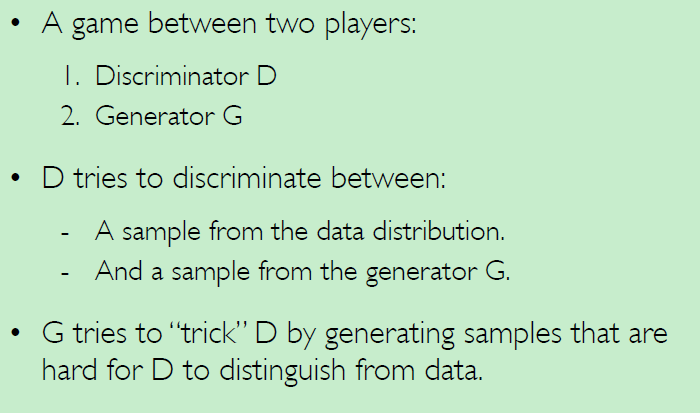 • A game between two players:
1. Discriminator D
2. Generator G
• D tries to discriminate between:
- A sample from the data distribution.
- And a sample from the generator G.
• G tries to “trick” D by generating samples that are
hard for D to distinguish from data.